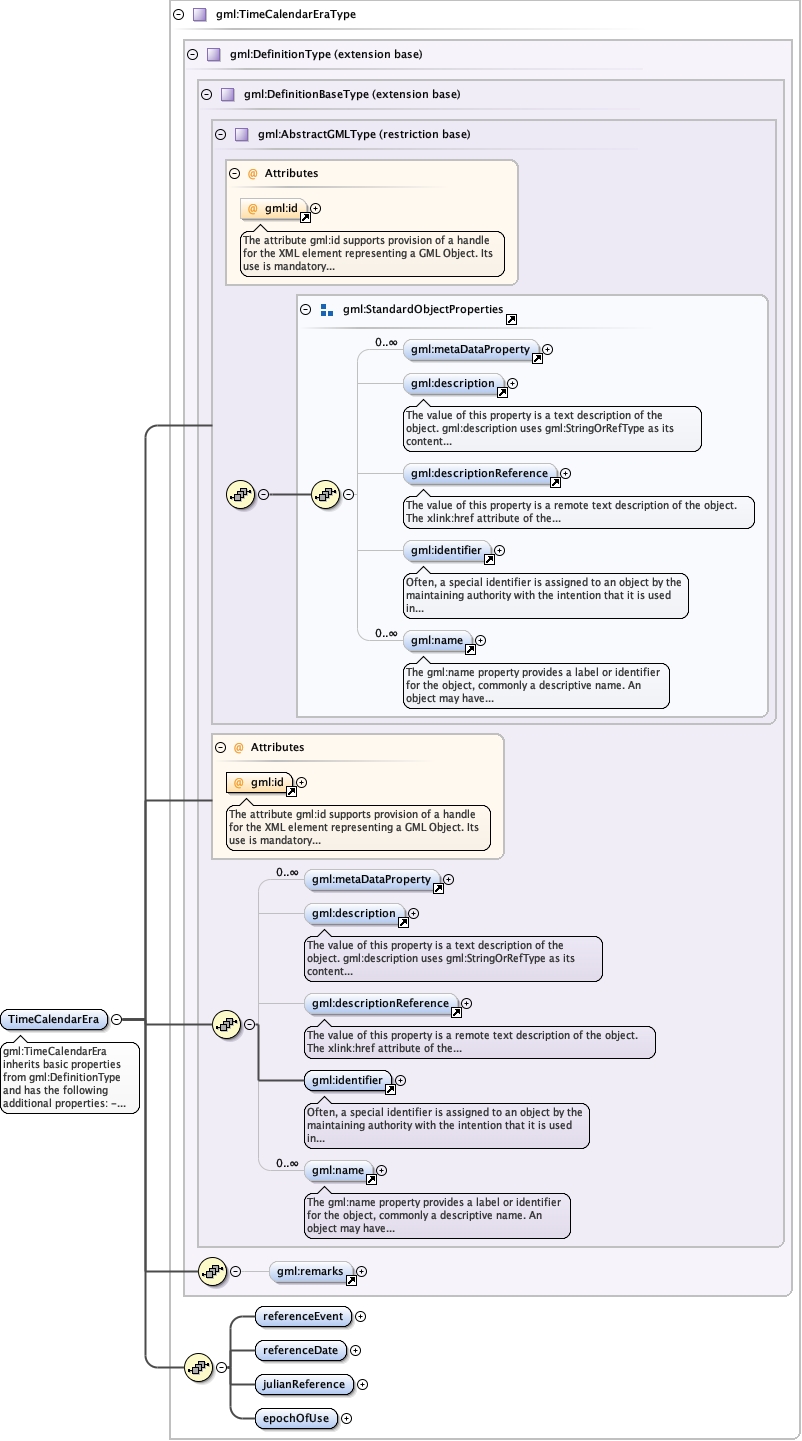 gml:TimeCalendarEraType
gml:DefinitionType (extension base)
gml:DefinitionBaseType (extension base)
gml:AbstractGMLType (restriction base)
@ Attributes
@ gml:id
The attribute gml:id supports provision of a handle
for the XML element representing a GML Object. Its
use is mandatory...
gml:StandardObjectProperties
0..∞
gml:metaDataProperty
gml:description
The value of this property is a text description of the
object. gml:description uses gml:StringOrRefType as its
content...
gml:descriptionReference
The value of this property is a remote text description of the object.
The xlink:href attribute of the...
gml:identifier
Often, a special identifier is assigned to an object by the
maintaining authority with the intention that it is used
in...
0..∞
gml:name
The gml:name property provides a label or identifier
for the object, commonly a descriptive name. An
object may have...
@ Attributes
@ gml:id
The attribute gml:id supports provision of a handle
for the XML element representing a GML Object. Its
use is mandatory...
0..∞
gml:metaDataProperty
gml:description
The value of this property is a text description of the
object. gml:description uses gml:StringOrRefType as its
content...
gml:descriptionReference
The value of this property is a remote text description of the object.
The xlink:href attribute of the...
gml:identifier
Often, a special identifier is assigned to an object by the
maintaining authority with the intention that it is used
in...
0..∞
gml:name
The gml:name property provides a label or identifier
for the object, commonly a descriptive name. An
object may have...
TimeCalendarEra
gml:TimeCalendarEra
inherits basic properties
from gml:DefinitionType
and has the following
additional properties: -...
gml:remarks
referenceEvent
referenceDate
julianReference
epochOfUse